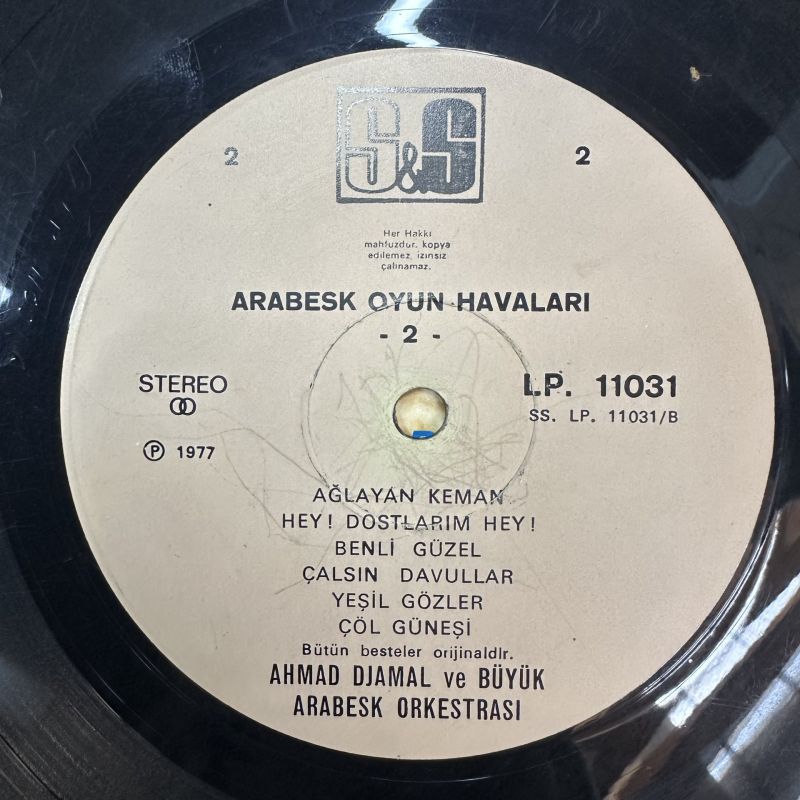 S&S
2
2
Her Hakkı
mahfuzdur. kopya
edilemez. izinsiz
çalınamaz.
ARABESK OYUN HAVALARI
- 2 -
STEREO
LP. 11031
SS. LP. 11031/B
Ⓟ 1977
AĞLAYAN KEMAN
HEY! DOSTLARIM HEY!
BENLİ GÜZEL
ÇALSIN DAVULLAR
YEŞİL GÖZLER
ÇÖL GÜNEŞİ
Bütün besteler orijinaldir.
AHMAD DJAMAL ve BÜYÜK
ARABESK ORKESTRASI